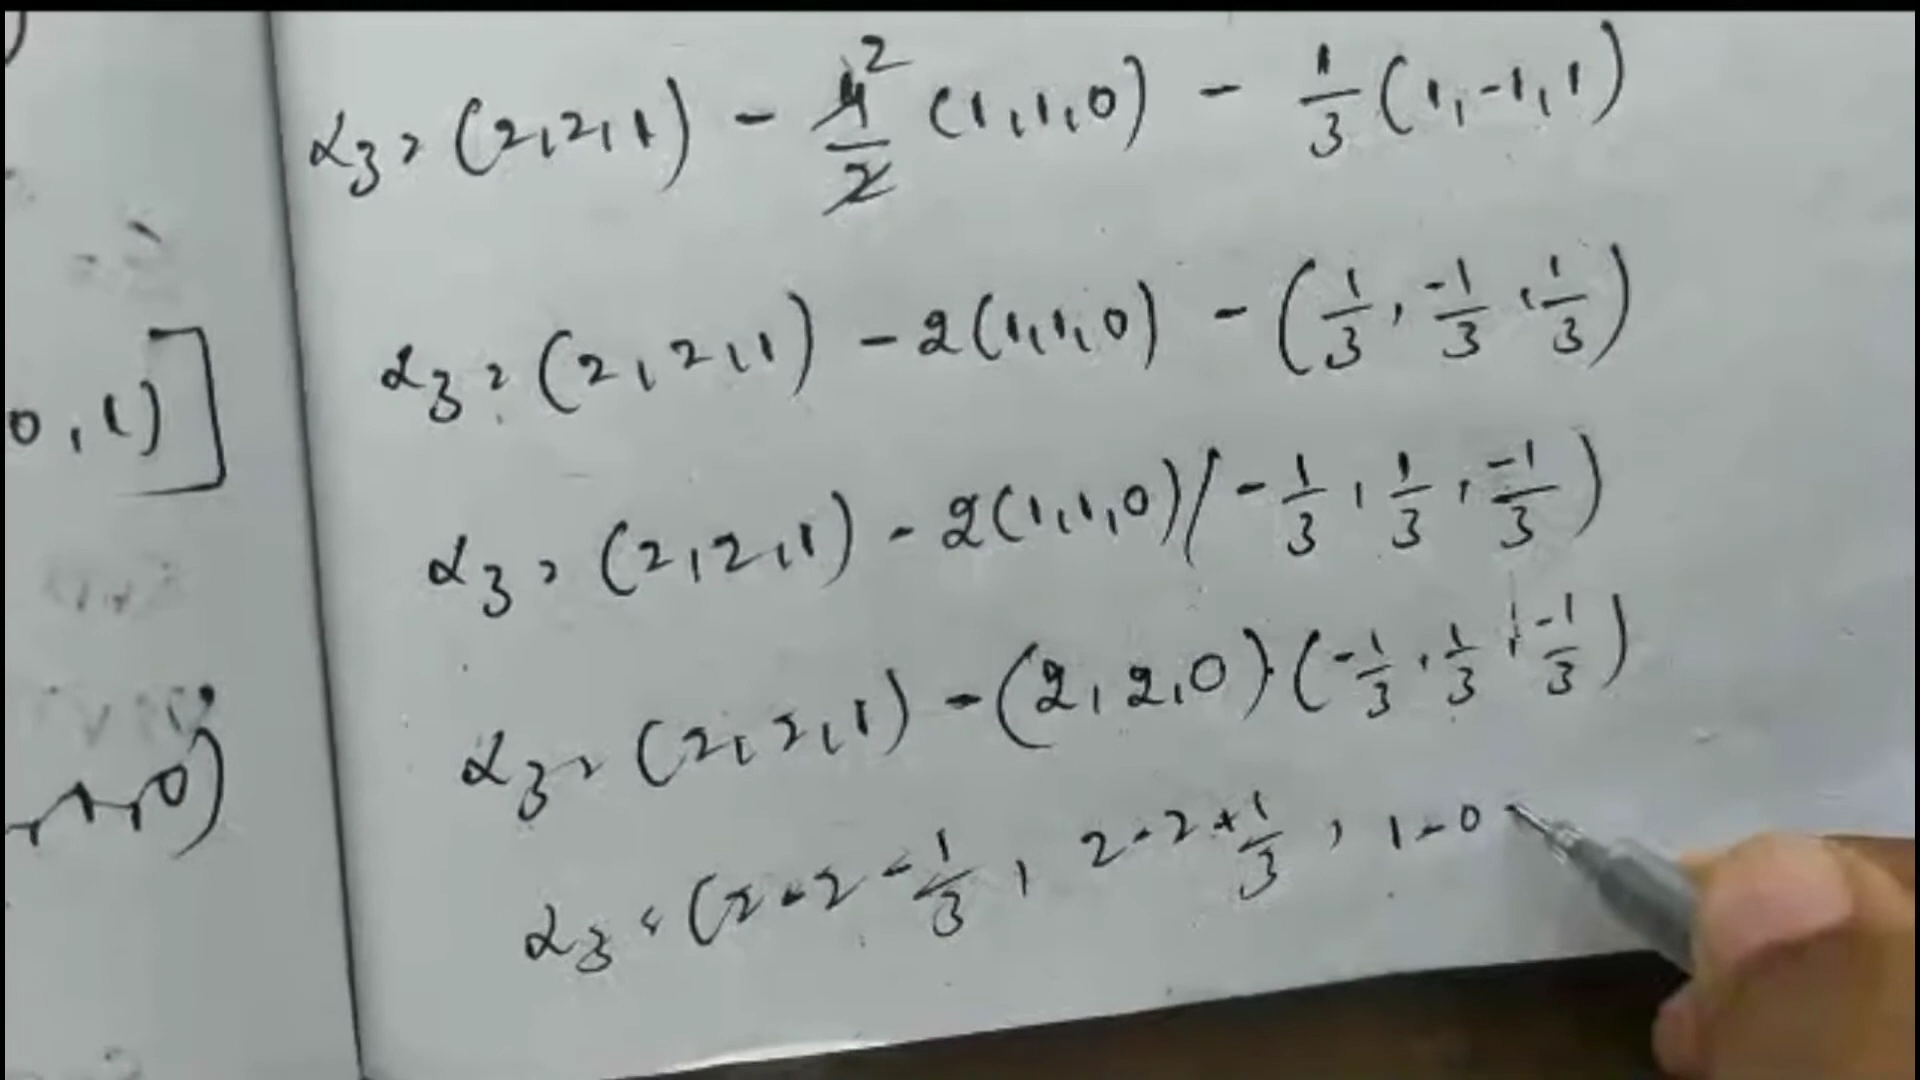 α₃ = (2,2,1) - 4/2 2 (1,1,0) - 1/3 (1,-1,1)
α₃ = (2,2,1) - 2(1,1,0) - (1/3, -1/3, 1/3)
0,1)]
α₃ = (2,2,1) - 2(1,1,0) (-1/3, 1/3, -1/3)
α₃ = (2,2,1) - (2,2,0) (-1/3, 1/3, -1/3)
α₃ = (2-2-1/3, 2-2+1/3, 1-0